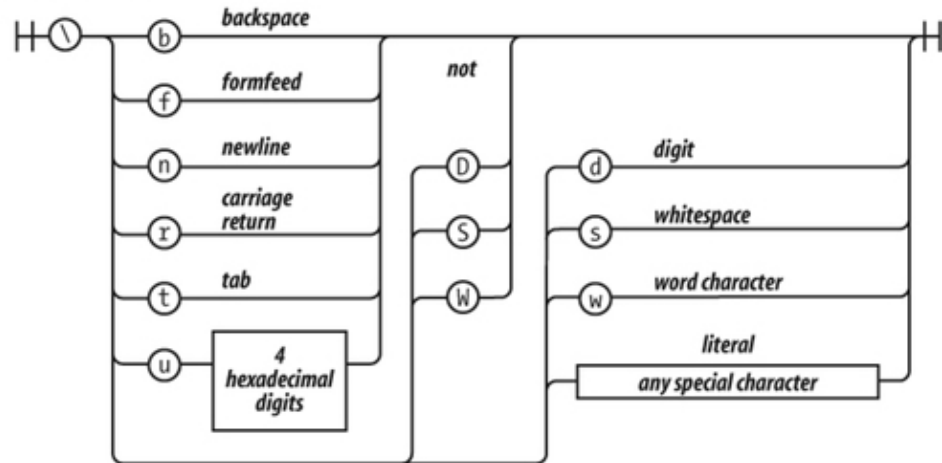 \ b backspace
not
f formfeed
n newline
D d digit
r carriage
return
S s whitespace
t tab
W w word character
u 4
hexadecimal
digits
literal
any special character